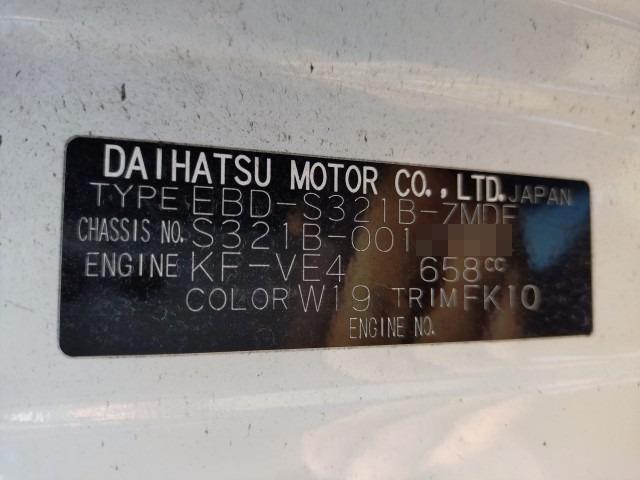 DAIHATSU MOTOR CO., LTD. JAPAN
TYPE EBD-S321B-ZMDF
CHASSIS NO. S321B-001
ENGINE KF-VE4 658CC
COLOR W19 TRIM FK10
ENGINE NO.